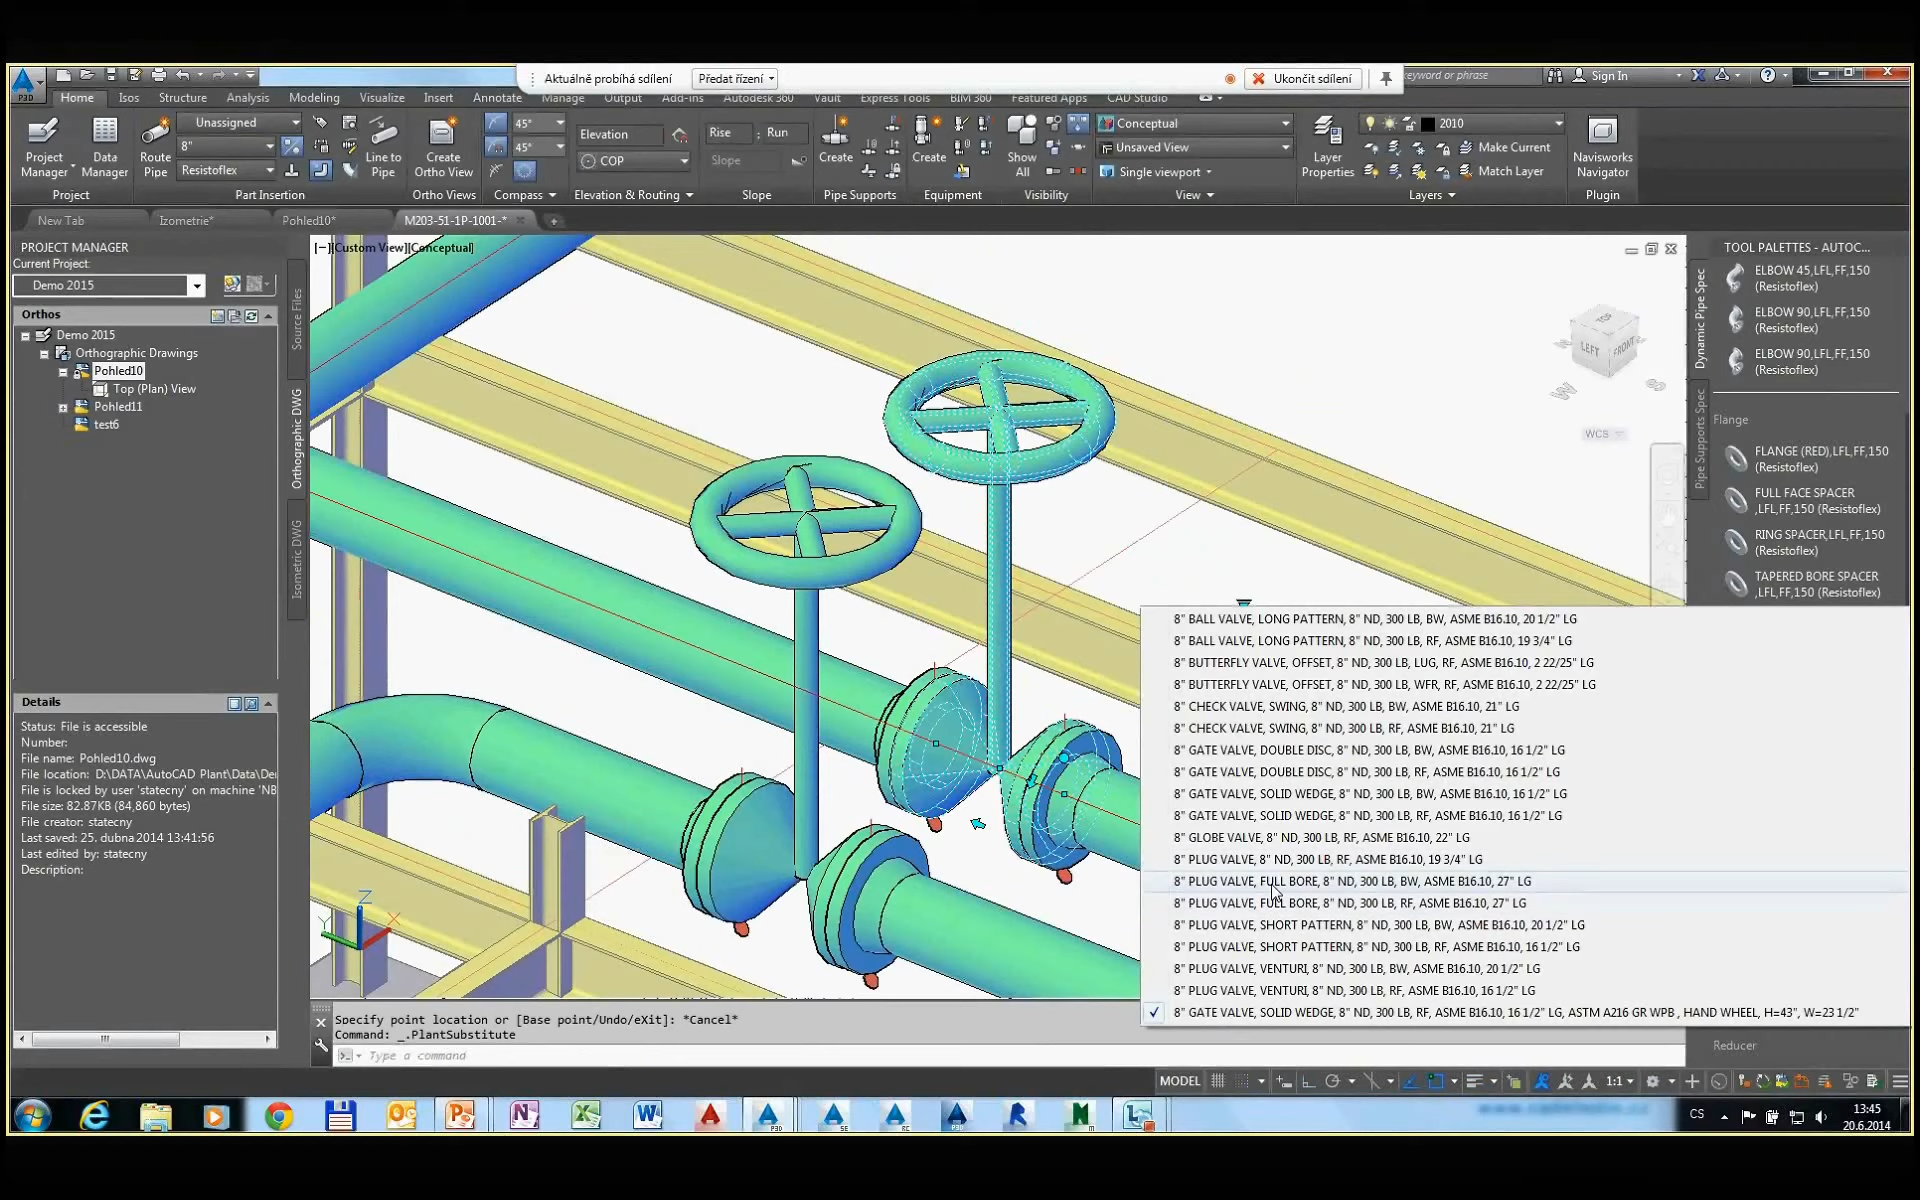 Aktuálně probíhá sdílení
Předat řízení
Ukončit sdílení
keyword or phrase
Sign In
P3D
Home
Isos
Structure
Analysis
Modeling
Visualize
Insert
Annotate
Manage
Output
Add-ins
Autodesk 360
Vault
Express Tools
BIM 360
Featured Apps
CAD Studio
Project Manager
Data Manager
Route Pipe
Unassigned
8"
Resistoflex
Line to Pipe
Create Ortho View
45°
45°
Elevation
COP
Rise
Run
Slope
Create
Create
Show All
Conceptual
Unsaved View
Single viewport
Layer Properties
2010
Make Current
Match Layer
Navisworks Navigator
Project
Part Insertion
Ortho Views
Compass
Elevation & Routing
Slope
Pipe Supports
Equipment
Visibility
View
Layers
Plugin
New Tab
Izometrie*
Pohled10*
M203-51-1P-1001-*
PROJECT MANAGER
Current Project:
Demo 2015
Orthos
Demo 2015
Orthographic Drawings
Pohled10
Top (Plan) View
Pohled11
test6
Source Files
Orthographic DWG
Isometric DWG
Details
Status: File is accessible
Number:
File name: Pohled10.dwg
File location: D:\DATA\AutoCAD Plant\Data\De
File is locked by user 'statecny' on machine 'NB
File size: 82.87KB (84,860 bytes)
File creator: statecny
Last saved: 25. dubna 2014 13:41:56
Last edited by: statecny
Description:
[−][Custom View][Conceptual]
TOP
LEFT
FRONT
W
S
WCS
Z
Y
X
TOOL PALETTES - AUTOC...
Dynamic Pipe Spec
Pipe Supports Spec
ELBOW 45,LFL,FF,150
(Resistoflex)
ELBOW 90,LFL,FF,150
(Resistoflex)
ELBOW 90,LFL,FF,150
(Resistoflex)
Flange
FLANGE (RED),LFL,FF,150
(Resistoflex)
FULL FACE SPACER
,LFL,FF,150 (Resistoflex)
RING SPACER,LFL,FF,150
(Resistoflex)
TAPERED BORE SPACER
,LFL,FF,150 (Resistoflex)
8" BALL VALVE, LONG PATTERN, 8" ND, 300 LB, BW, ASME B16.10, 20 1/2" LG
8" BALL VALVE, LONG PATTERN, 8" ND, 300 LB, RF, ASME B16.10, 19 3/4" LG
8" BUTTERFLY VALVE, OFFSET, 8" ND, 300 LB, LUG, RF, ASME B16.10, 2 22/25" LG
8" BUTTERFLY VALVE, OFFSET, 8" ND, 300 LB, WFR, RF, ASME B16.10, 2 22/25" LG
8" CHECK VALVE, SWING, 8" ND, 300 LB, BW, ASME B16.10, 21" LG
8" CHECK VALVE, SWING, 8" ND, 300 LB, RF, ASME B16.10, 21" LG
8" GATE VALVE, DOUBLE DISC, 8" ND, 300 LB, BW, ASME B16.10, 16 1/2" LG
8" GATE VALVE, DOUBLE DISC, 8" ND, 300 LB, RF, ASME B16.10, 16 1/2" LG
8" GATE VALVE, SOLID WEDGE, 8" ND, 300 LB, BW, ASME B16.10, 16 1/2" LG
8" GATE VALVE, SOLID WEDGE, 8" ND, 300 LB, RF, ASME B16.10, 16 1/2" LG
8" GLOBE VALVE, 8" ND, 300 LB, RF, ASME B16.10, 22" LG
8" PLUG VALVE, 8" ND, 300 LB, RF, ASME B16.10, 19 3/4" LG
8" PLUG VALVE, FULL BORE, 8" ND, 300 LB, BW, ASME B16.10, 27" LG
8" PLUG VALVE, FULL BORE, 8" ND, 300 LB, RF, ASME B16.10, 27" LG
8" PLUG VALVE, SHORT PATTERN, 8" ND, 300 LB, BW, ASME B16.10, 20 1/2" LG
8" PLUG VALVE, SHORT PATTERN, 8" ND, 300 LB, RF, ASME B16.10, 16 1/2" LG
8" PLUG VALVE, VENTURI, 8" ND, 300 LB, BW, ASME B16.10, 20 1/2" LG
8" PLUG VALVE, VENTURI, 8" ND, 300 LB, RF, ASME B16.10, 16 1/2" LG
8" GATE VALVE, SOLID WEDGE, 8" ND, 300 LB, RF, ASME B16.10, 16 1/2" LG, ASTM A216 GR WPB , HAND WHEEL, H=43", W=23 1/2"
Reducer
Specify point location or [Base point/Undo/eXit]: *Cancel*
Command: _.PlantSubstitute
Type a command
MODEL
1:1
CS
13:45
20.6.2014